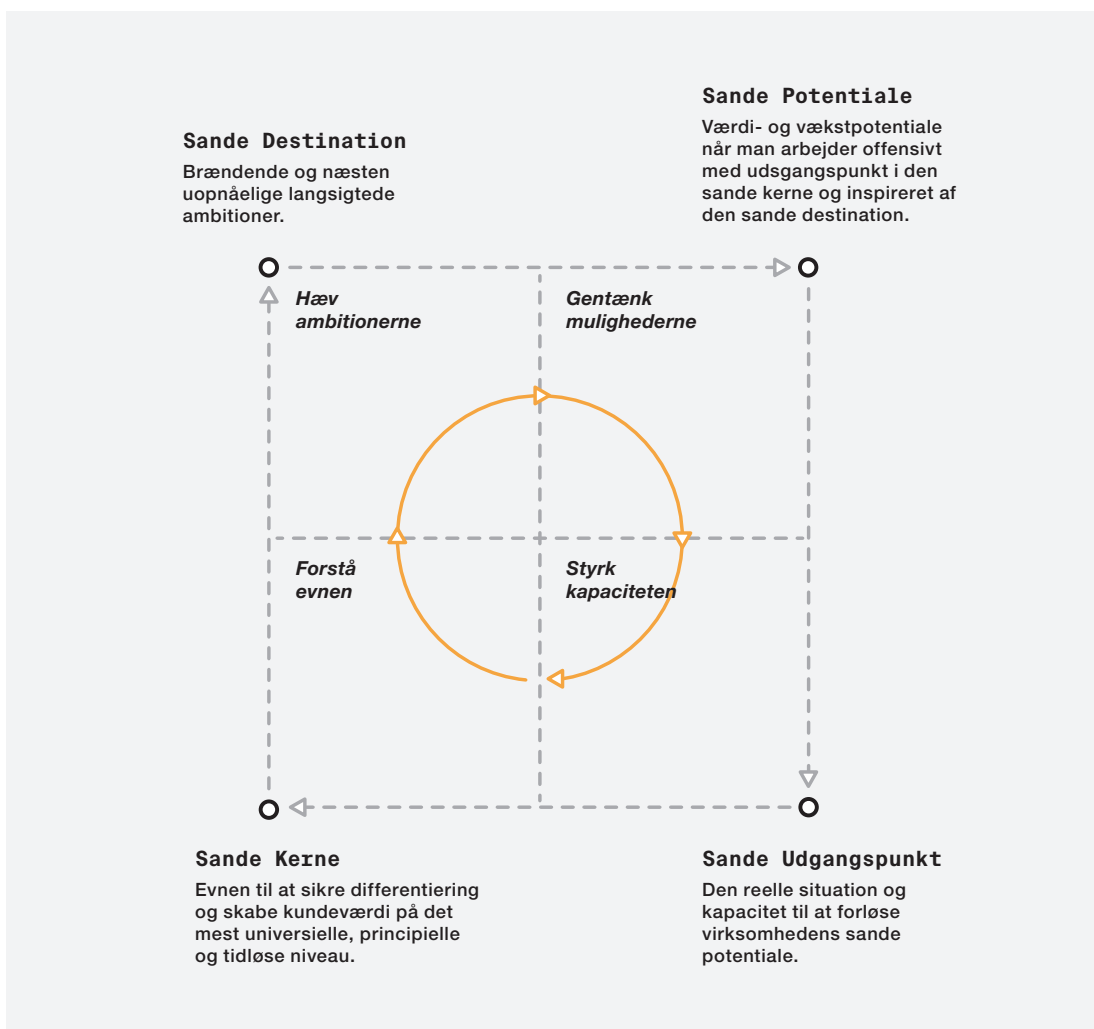 Sande Destination
Brændende og næsten
uopnåelige langsigtede
ambitioner.
Sande Potentiale
Værdi- og vækstpotentiale
når man arbejder offensivt
med udsgangspunkt i den
sande kerne og inspireret af
den sande destination.
Hæv
ambitionerne
Gentænk
mulighederne
Forstå
evnen
Styrk
kapaciteten
Sande Kerne
Evnen til at sikre differentiering
og skabe kundeværdi på det
mest universielle, principielle
og tidløse niveau.
Sande Udgangspunkt
Den reelle situation og
kapacitet til at forløse
virksomhedens sande
potentiale.